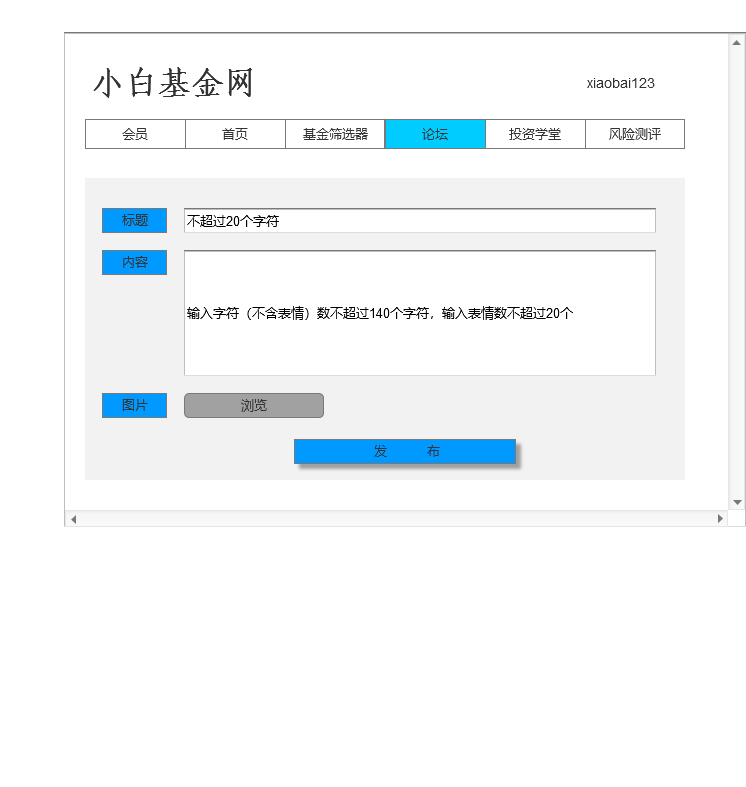 小白基金网
xiaobai123
会员 首页 基金筛选器 论坛 投资学堂 风险测评
标题 不超过20个字符
内容
输入字符（不含表情）数不超过140个字符，输入表情数不超过20个
图片 浏览
发 布